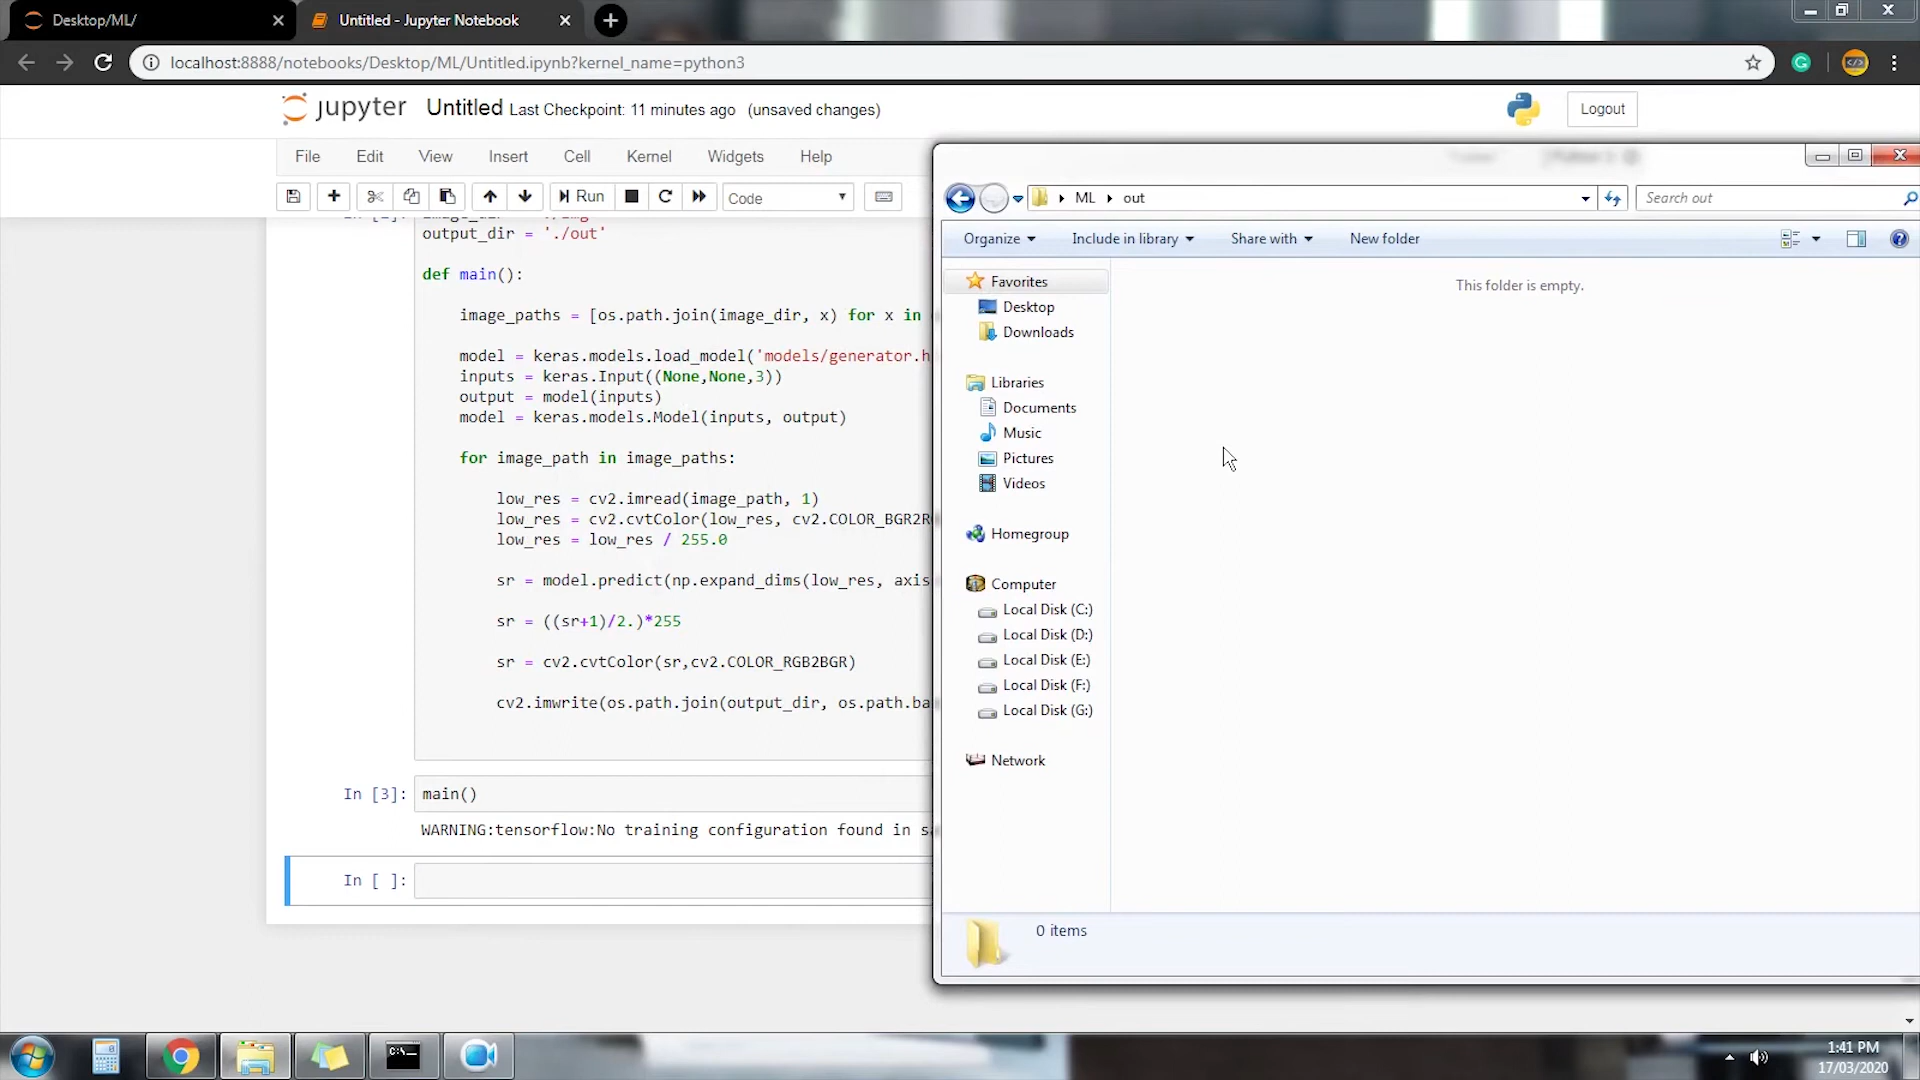 Desktop/ML/
Untitled - Jupyter Notebook
localhost:8888/notebooks/Desktop/ML/Untitled.ipynb?kernel_name=python3
jupyter Untitled Last Checkpoint: 11 minutes ago (unsaved changes)
Logout
File Edit View Insert Cell Kernel Widgets Help
Run
Code
output_dir = './out'
def main():
image_paths = [os.path.join(image_dir, x) for x in
model = keras.models.load_model('models/generator.h
inputs = keras.Input((None,None,3))
output = model(inputs)
model = keras.models.Model(inputs, output)
for image_path in image_paths:
low_res = cv2.imread(image_path, 1)
low_res = cv2.cvtColor(low_res, cv2.COLOR_BGR2R
low_res = low_res / 255.0
sr = model.predict(np.expand_dims(low_res, axis
sr = ((sr+1)/2.)*255
sr = cv2.cvtColor(sr,cv2.COLOR_RGB2BGR)
cv2.imwrite(os.path.join(output_dir, os.path.ba
In [3]: main()
WARNING:tensorflow:No training configuration found in sa
In [ ]:
ML out
Search out
Organize Include in library Share with New folder
Favorites
Desktop
Downloads
Libraries
Documents
Music
Pictures
Videos
Homegroup
Computer
Local Disk (C:)
Local Disk (D:)
Local Disk (E:)
Local Disk (F:)
Local Disk (G:)
Network
This folder is empty.
0 items
C:\.
1:41 PM
17/03/2020